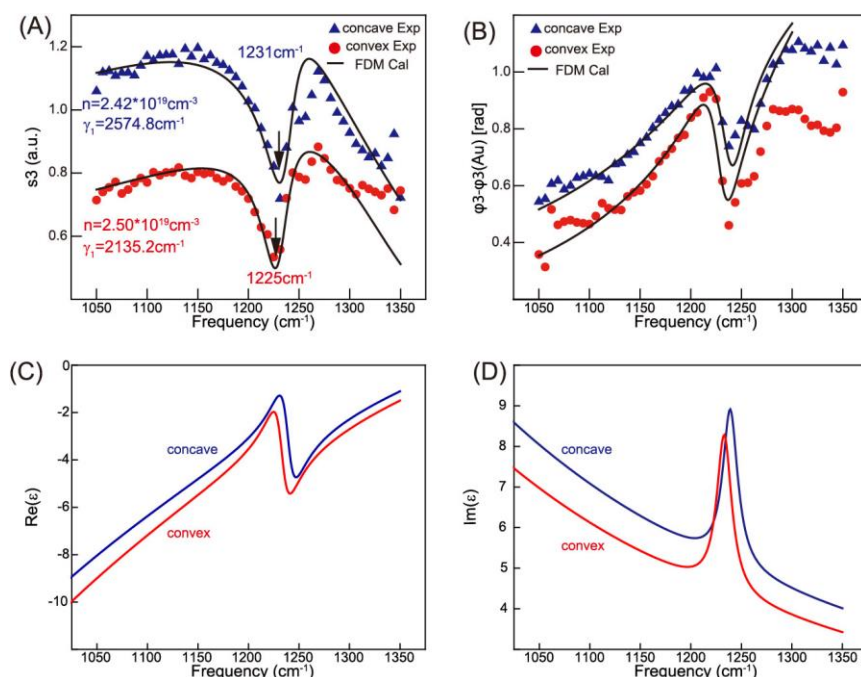 (A)
concave Exp
convex Exp
FDM Cal
1231cm⁻¹
n=2.42*10¹⁹cm⁻³
γ₁=2574.8cm⁻¹
n=2.50*10¹⁹cm⁻³
γ₁=2135.2cm⁻¹
1225cm⁻¹
s3 (a.u.)
1.2
1.0
0.8
0.6
1050 1100 1150 1200 1250 1300 1350
Frequency (cm⁻¹)
(B)
concave Exp
convex Exp
FDM Cal
φ3-φ3(Au) [rad]
1.0
0.8
0.6
0.4
1050 1100 1150 1200 1250 1300 1350
Frequency (cm⁻¹)
(C)
concave
convex
Re(ε)
0
-2
-4
-6
-8
-10
1050 1100 1150 1200 1250 1300 1350
Frequency (cm⁻¹)
(D)
concave
convex
Im(ε)
9
8
7
6
5
4
1050 1100 1150 1200 1250 1300 1350
Frequency (cm⁻¹)